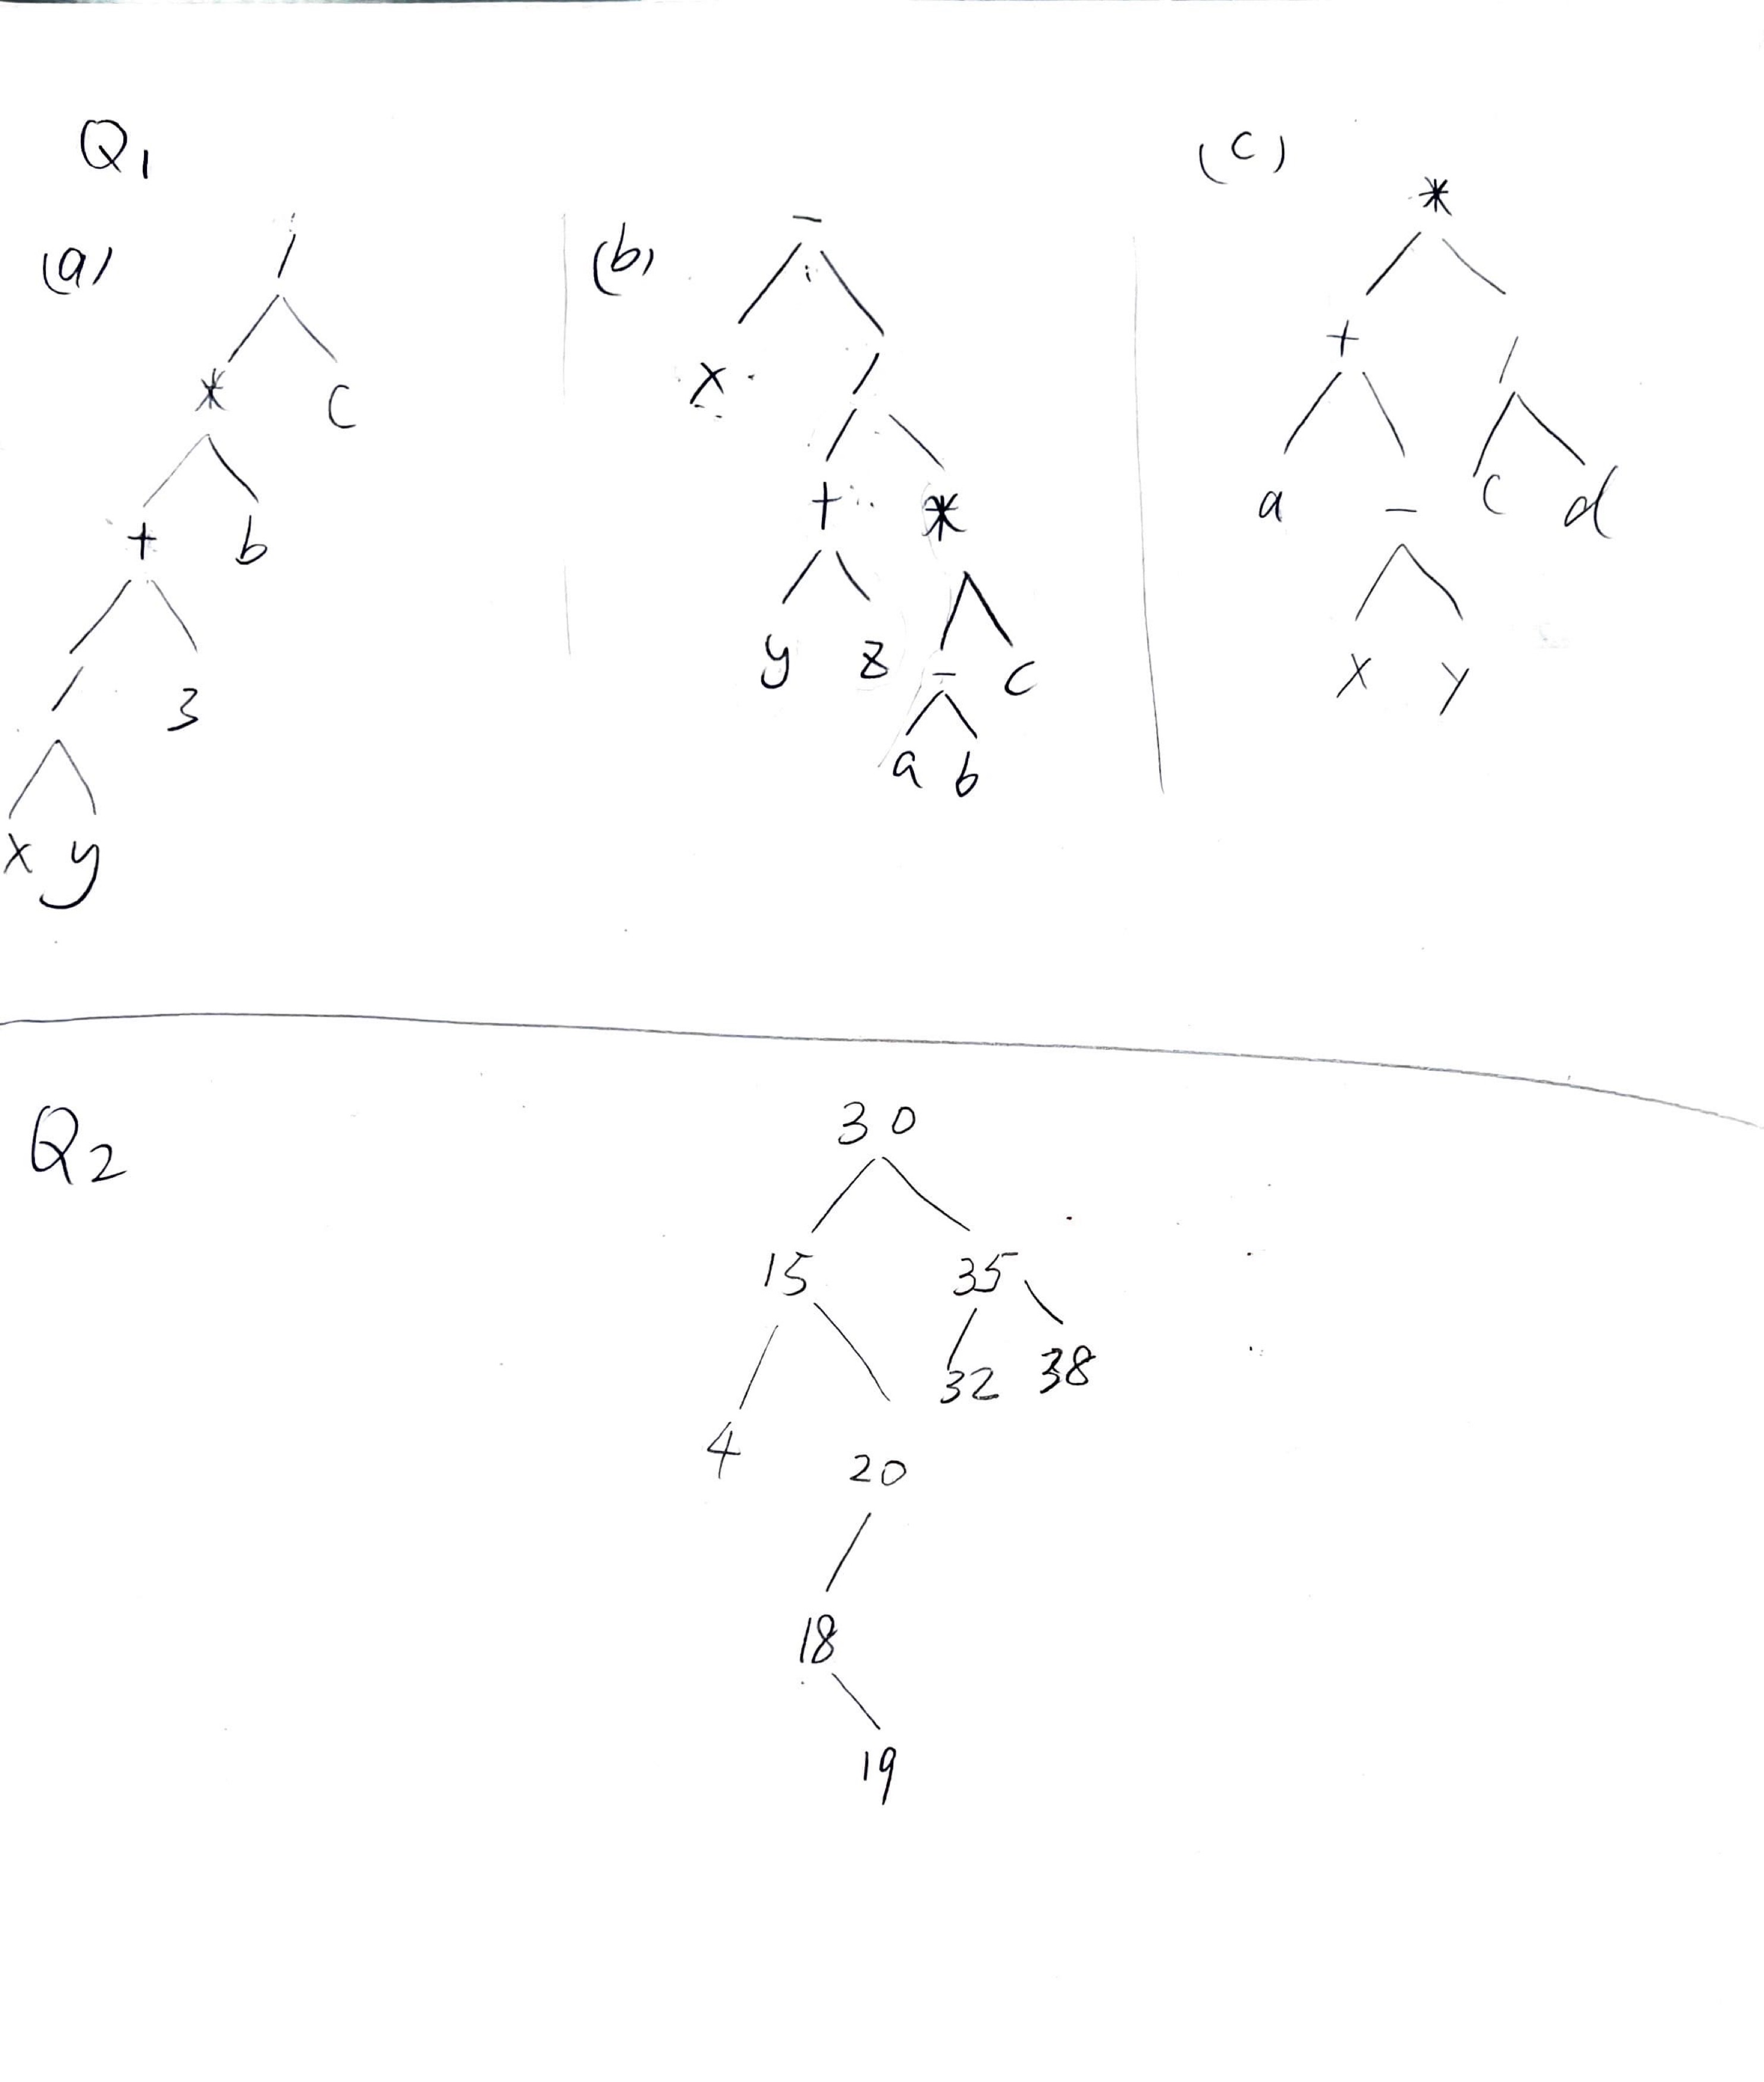 Q1
(a)
/
* C
+ b
/ 3
x y
(b)
-
x /
+ *
y z - c
a b
(c)
*
+ /
a - c d
x y
Q2
30
15 35
32 38
4 20
18
19